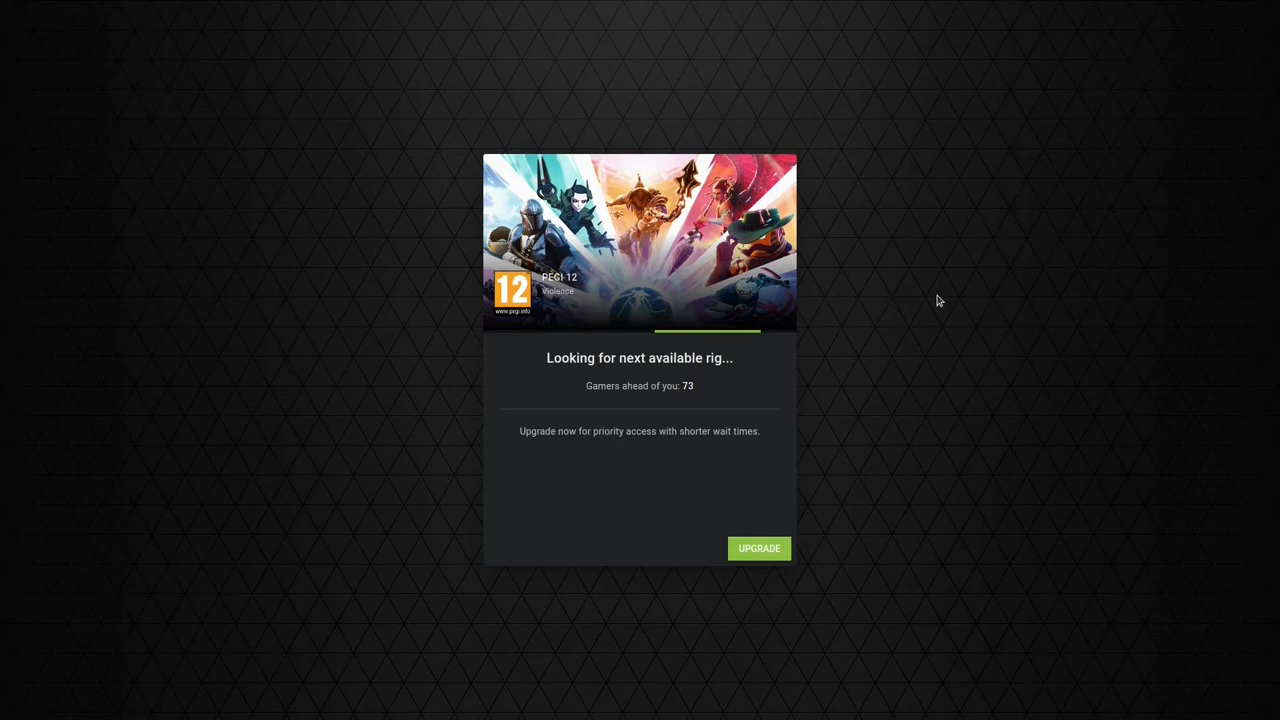 PEGI 12
12
Violence
www.pegi.info
Looking for next available rig...
Gamers ahead of you: 73
Upgrade now for priority access with shorter wait times.
UPGRADE